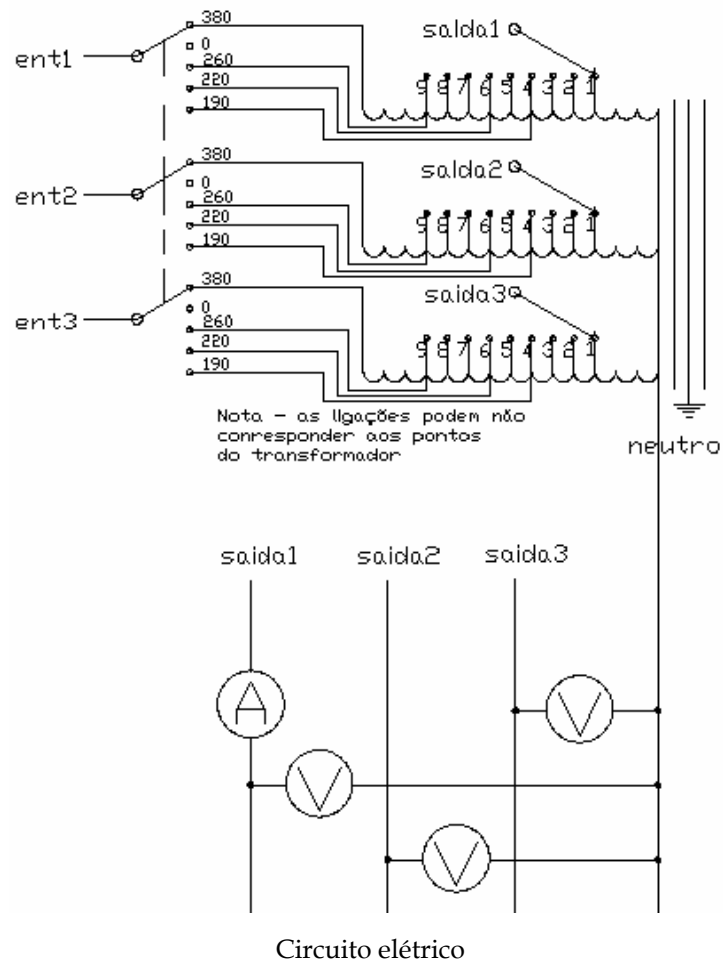 380
saída1
ent1
0
260
220
190
9 8 7 6 5 4 3 2 1
380
saída2
ent2
0
260
220
190
9 8 7 6 5 4 3 2 1
380
saida3
ent3
0
260
220
190
9 8 7 6 5 4 3 2 1
Nota - as ligações podem não
conresponder aos pontos
do transformador
neutro
saida1 saida2 saida3
A
V
V
V
Circuito elétrico